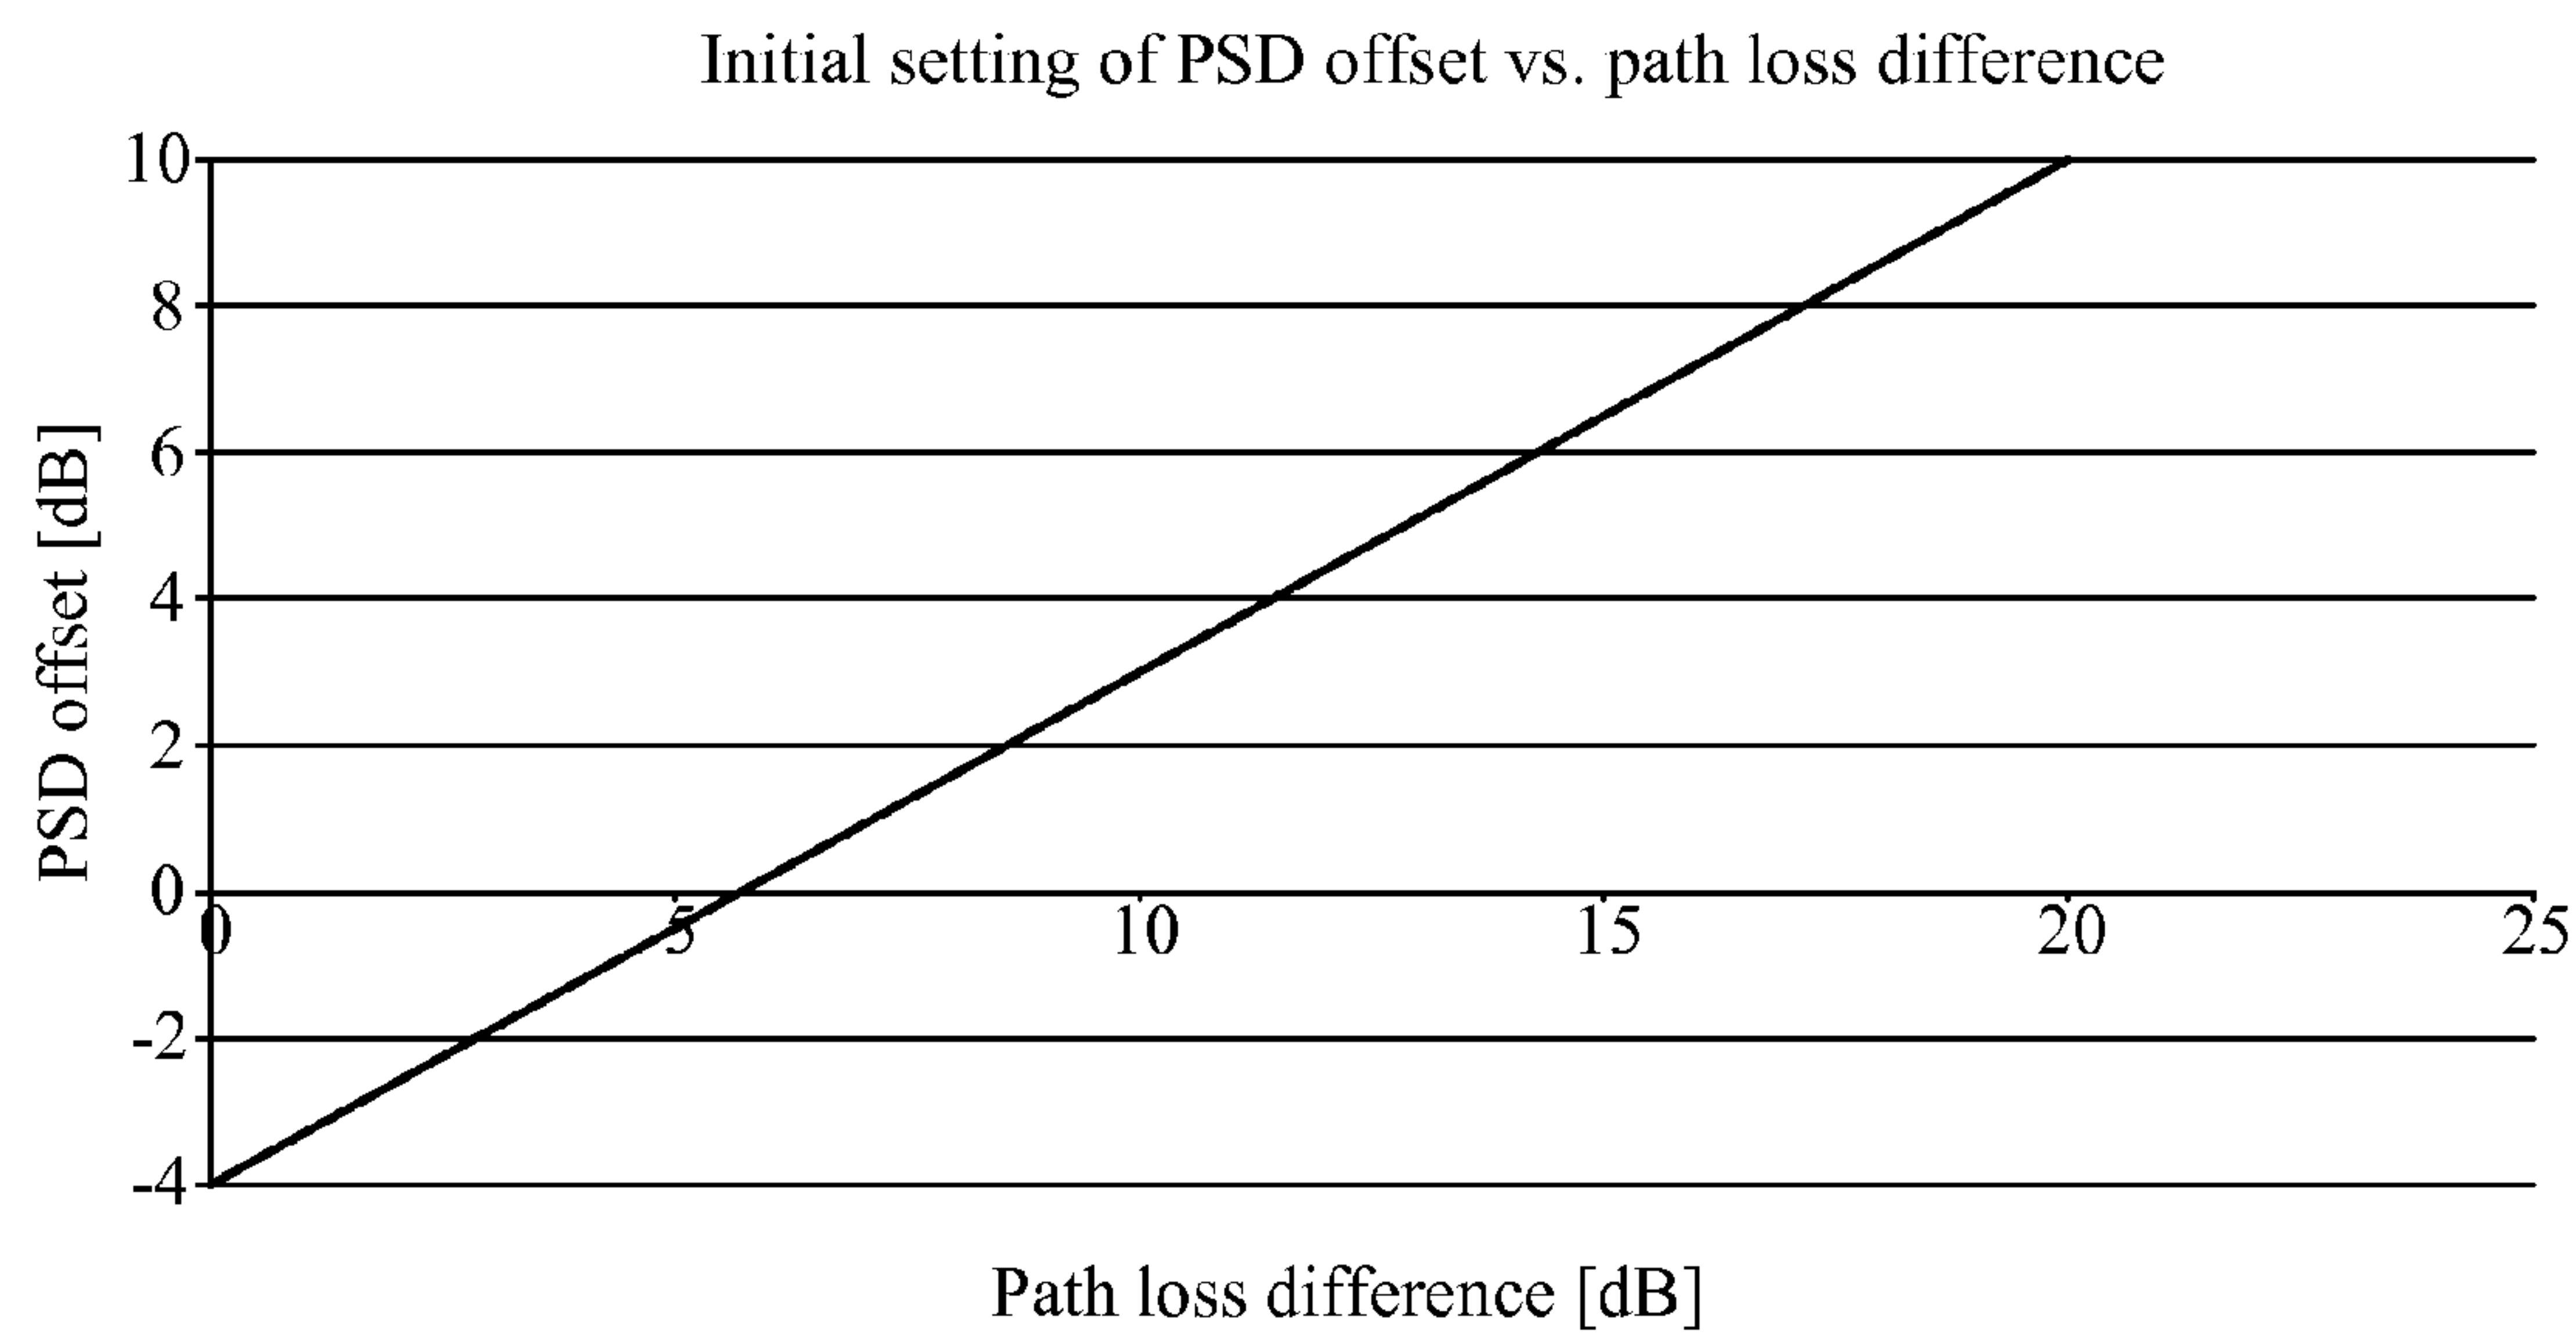 Initial setting of PSD offset vs. path loss difference
10
8
6
4
2
0
-2
-4
PSD offset [dB]
0 5 10 15 20 25
Path loss difference [dB]